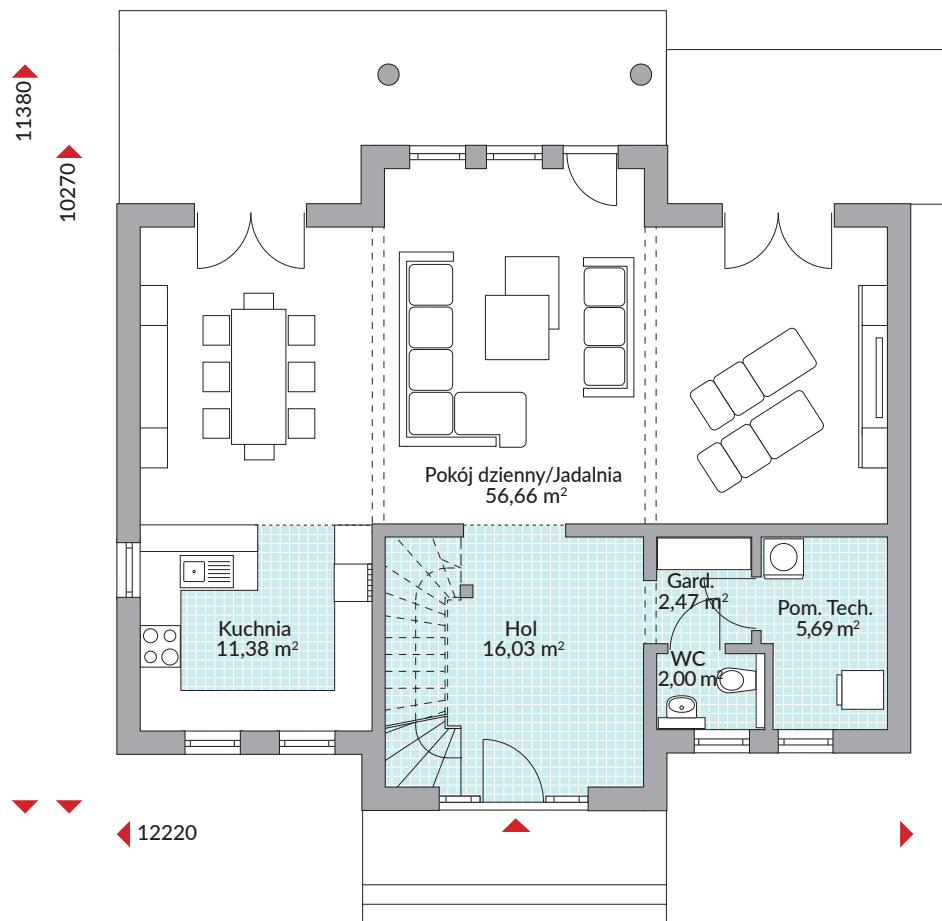 11380
10270
Pokój dzienny/Jadalnia
56,66 m²
Kuchnia
11,38 m²
Hol
16,03 m²
Gard.
2,47 m²
Pom. Tech.
5,69 m²
WC
2,00 m²
12220